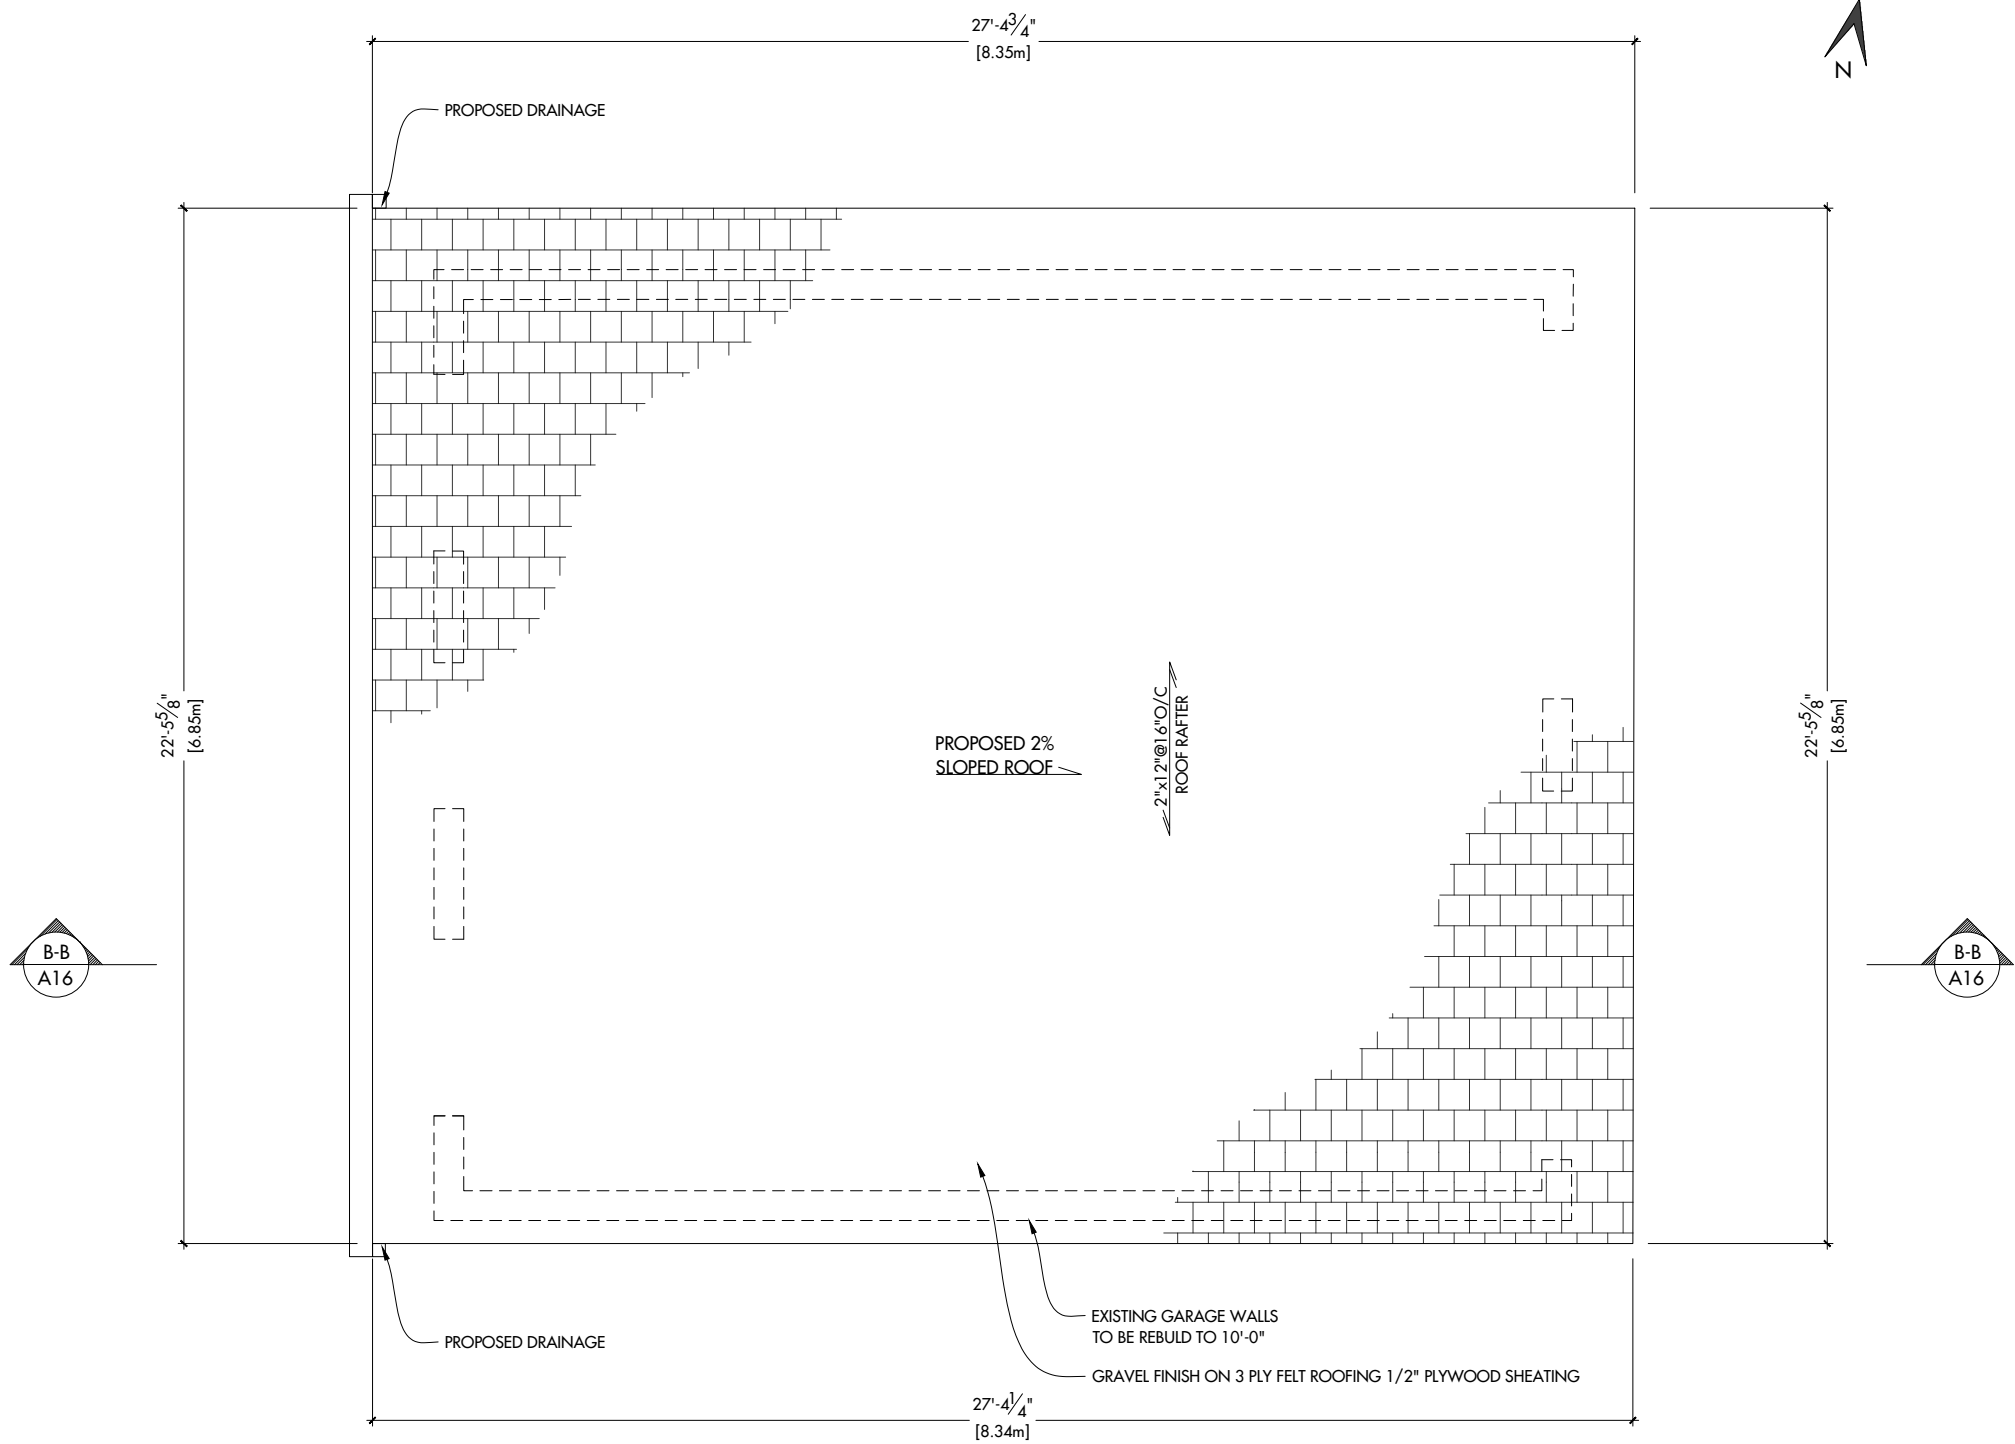 27'-4 3/4"
[8.35m]
N
PROPOSED DRAINAGE
22'-5 5/8"
[6.85m]
PROPOSED 2%
SLOPED ROOF
2"x12"@16"O/C
ROOF RAFTER
22'-5 5/8"
[6.85m]
B-B
A16
B-B
A16
EXISTING GARAGE WALLS
TO BE REBULD TO 10'-0"
PROPOSED DRAINAGE
GRAVEL FINISH ON 3 PLY FELT ROOFING 1/2" PLYWOOD SHEATING
27'-4 1/4"
[8.34m]